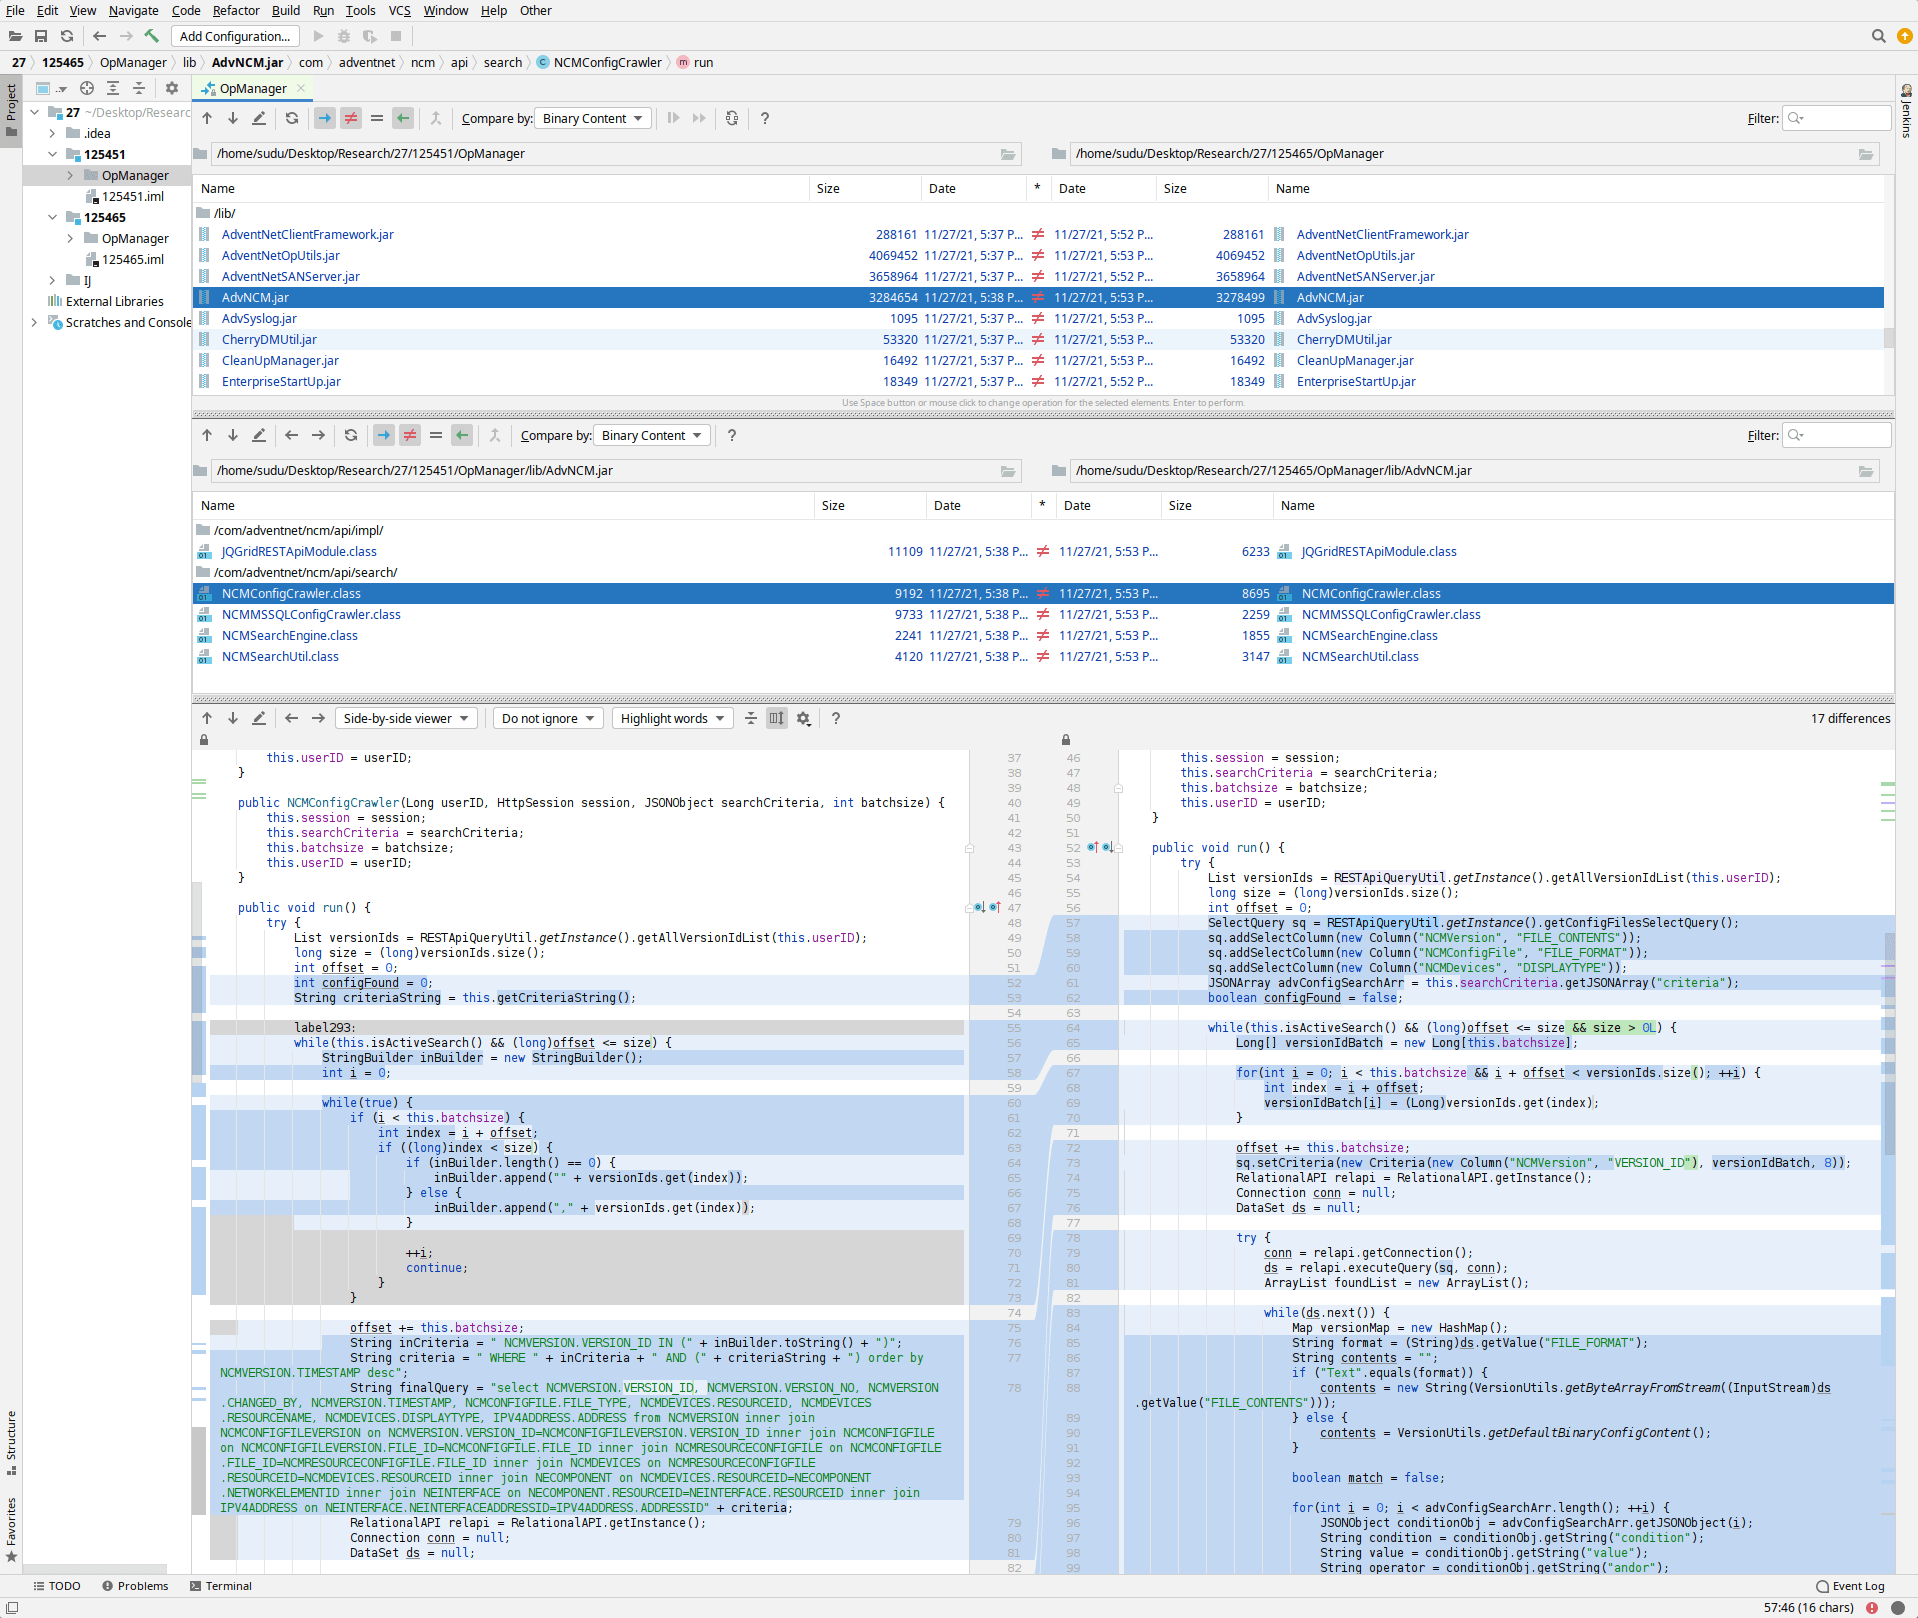 File Edit View Navigate Code Refactor Build Run Tools VCS Window Help Other
Add Configuration...
27 125465 OpManager lib AdvNCM.jar com adventnet ncm api search NCMConfigCrawler run
Project
27 ~/Desktop/Researc
.idea
125451
OpManager
125451.iml
125465
OpManager
125465.iml
IJ
External Libraries
Scratches and Console
Structure
Favorites
Jenkins
OpManager
Compare by: Binary Content ?
Filter:
/home/sudu/Desktop/Research/27/125451/OpManager /home/sudu/Desktop/Research/27/125465/OpManager
Name Size Date * Date Size Name
/lib/
AdventNetClientFramework.jar 288161 11/27/21, 5:37 P... ≠ 11/27/21, 5:52 P... 288161 AdventNetClientFramework.jar
AdventNetOpUtils.jar 4069452 11/27/21, 5:37 P... ≠ 11/27/21, 5:53 P... 4069452 AdventNetOpUtils.jar
AdventNetSANServer.jar 3658964 11/27/21, 5:37 P... ≠ 11/27/21, 5:52 P... 3658964 AdventNetSANServer.jar
AdvNCM.jar 3284654 11/27/21, 5:38 P... ≠ 11/27/21, 5:53 P... 3278499 AdvNCM.jar
AdvSyslog.jar 1095 11/27/21, 5:37 P... ≠ 11/27/21, 5:53 P... 1095 AdvSyslog.jar
CherryDMUtil.jar 53320 11/27/21, 5:37 P... ≠ 11/27/21, 5:53 P... 53320 CherryDMUtil.jar
CleanUpManager.jar 16492 11/27/21, 5:37 P... ≠ 11/27/21, 5:53 P... 16492 CleanUpManager.jar
EnterpriseStartUp.jar 18349 11/27/21, 5:37 P... ≠ 11/27/21, 5:52 P... 18349 EnterpriseStartUp.jar
Use Space button or mouse click to change operation for the selected elements. Enter to perform.
Compare by: Binary Content ?
Filter:
/home/sudu/Desktop/Research/27/125451/OpManager/lib/AdvNCM.jar /home/sudu/Desktop/Research/27/125465/OpManager/lib/AdvNCM.jar
Name Size Date * Date Size Name
/com/adventnet/ncm/api/impl/
JQGridRESTApiModule.class 11109 11/27/21, 5:38 P... ≠ 11/27/21, 5:53 P... 6233 JQGridRESTApiModule.class
/com/adventnet/ncm/api/search/
NCMConfigCrawler.class 9192 11/27/21, 5:38 P... ≠ 11/27/21, 5:53 P... 8695 NCMConfigCrawler.class
NCMMSSQLConfigCrawler.class 9733 11/27/21, 5:38 P... ≠ 11/27/21, 5:53 P... 2259 NCMMSSQLConfigCrawler.class
NCMSearchEngine.class 2241 11/27/21, 5:38 P... ≠ 11/27/21, 5:53 P... 1855 NCMSearchEngine.class
NCMSearchUtil.class 4120 11/27/21, 5:38 P... ≠ 11/27/21, 5:53 P... 3147 NCMSearchUtil.class
Side-by-side viewer Do not ignore Highlight words ? 17 differences
this.userID = userID; 37
} 38
39
public NCMConfigCrawler(Long userID, HttpSession session, JSONObject searchCriteria, int batchsize) { 40
this.session = session; 41
this.searchCriteria = searchCriteria; 42
this.batchsize = batchsize; 43
this.userID = userID; 44
} 45
46
public void run() { 47
try { 48
List versionIds = RESTApiQueryUtil.getInstance().getAllVersionIdList(this.userID); 49
long size = (long)versionIds.size(); 50
int offset = 0; 51
int configFound = 0; 52
String criteriaString = this.getCriteriaString(); 53
54
label293: 55
while(this.isActiveSearch() && (long)offset <= size) { 56
StringBuilder inBuilder = new StringBuilder(); 57
int i = 0; 58
59
while(true) { 60
if (i < this.batchsize) { 61
int index = i + offset; 62
if ((long)index < size) { 63
if (inBuilder.length() == 0) { 64
inBuilder.append("" + versionIds.get(index)); 65
} else { 66
inBuilder.append("," + versionIds.get(index)); 67
} 68
69
++i; 70
continue; 71
} 72
} 73
74
offset += this.batchsize; 75
String inCriteria = " NCMVERSION.VERSION_ID IN (" + inBuilder.toString() + ")"; 76
String criteria = " WHERE " + inCriteria + " AND (" + criteriaString + ") order by 77
NCMVERSION.TIMESTAMP desc";
String finalQuery = "select NCMVERSION.VERSION_ID, NCMVERSION.VERSION_NO, NCMVERSION 78
.CHANGED_BY, NCMVERSION.TIMESTAMP, NCMCONFIGFILE.FILE_TYPE, NCMDEVICES.RESOURCEID, NCMDEVICES
.RESOURCENAME, NCMDEVICES.DISPLAYTYPE, IPV4ADDRESS.ADDRESS from NCMVERSION inner join
NCMCONFIGFILEVERSION on NCMVERSION.VERSION_ID=NCMCONFIGFILEVERSION.VERSION_ID inner join NCMCONFIGFILE
on NCMCONFIGFILEVERSION.FILE_ID=NCMCONFIGFILE.FILE_ID inner join NCMRESOURCECONFIGFILE on NCMCONFIGFILE
.FILE_ID=NCMRESOURCECONFIGFILE.FILE_ID inner join NCMDEVICES on NCMRESOURCECONFIGFILE
.RESOURCEID=NCMDEVICES.RESOURCEID inner join NECOMPONENT on NCMDEVICES.RESOURCEID=NECOMPONENT
.NETWORKELEMENTID inner join NEINTERFACE on NECOMPONENT.RESOURCEID=NEINTERFACE.RESOURCEID inner join
IPV4ADDRESS on NEINTERFACE.NEINTERFACEADDRESSID=IPV4ADDRESS.ADDRESSID" + criteria;
RelationalAPI relapi = RelationalAPI.getInstance(); 79
Connection conn = null; 80
DataSet ds = null; 81
82
46 this.session = session;
47 this.searchCriteria = searchCriteria;
48 this.batchsize = batchsize;
49 this.userID = userID;
50 }
51
52 public void run() {
53 try {
54 List versionIds = RESTApiQueryUtil.getInstance().getAllVersionIdList(this.userID);
55 long size = (long)versionIds.size();
56 int offset = 0;
57 SelectQuery sq = RESTApiQueryUtil.getInstance().getConfigFilesSelectQuery();
58 sq.addSelectColumn(new Column("NCMVersion", "FILE_CONTENTS"));
59 sq.addSelectColumn(new Column("NCMConfigFile", "FILE_FORMAT"));
60 sq.addSelectColumn(new Column("NCMDevices", "DISPLAYTYPE"));
61 JSONArray advConfigSearchArr = this.searchCriteria.getJSONArray("criteria");
62 boolean configFound = false;
63
64 while(this.isActiveSearch() && (long)offset <= size && size > 0L) {
65 Long[] versionIdBatch = new Long[this.batchsize];
66
67 for(int i = 0; i < this.batchsize && i + offset < versionIds.size(); ++i) {
68 int index = i + offset;
69 versionIdBatch[i] = (Long)versionIds.get(index);
70 }
71
72 offset += this.batchsize;
73 sq.setCriteria(new Criteria(new Column("NCMVersion", "VERSION_ID"), versionIdBatch, 8));
74 RelationalAPI relapi = RelationalAPI.getInstance();
75 Connection conn = null;
76 DataSet ds = null;
77
78 try {
79 conn = relapi.getConnection();
80 ds = relapi.executeQuery(sq, conn);
81 ArrayList foundList = new ArrayList();
82
83 while(ds.next()) {
84 Map versionMap = new HashMap();
85 String format = (String)ds.getValue("FILE_FORMAT");
86 String contents = "";
87 if ("Text".equals(format)) {
88 contents = new String(VersionUtils.getByteArrayFromStream((InputStream)ds
.getValue("FILE_CONTENTS")));
89 } else {
90 contents = VersionUtils.getDefaultBinaryConfigContent();
91 }
92
93 boolean match = false;
94
95 for(int i = 0; i < advConfigSearchArr.length(); ++i) {
96 JSONObject conditionObj = advConfigSearchArr.getJSONObject(i);
97 String condition = conditionObj.getString("condition");
98 String value = conditionObj.getString("value");
99 String operator = conditionObj.getString("andor");
TODO Problems Terminal Event Log
57:46 (16 chars)